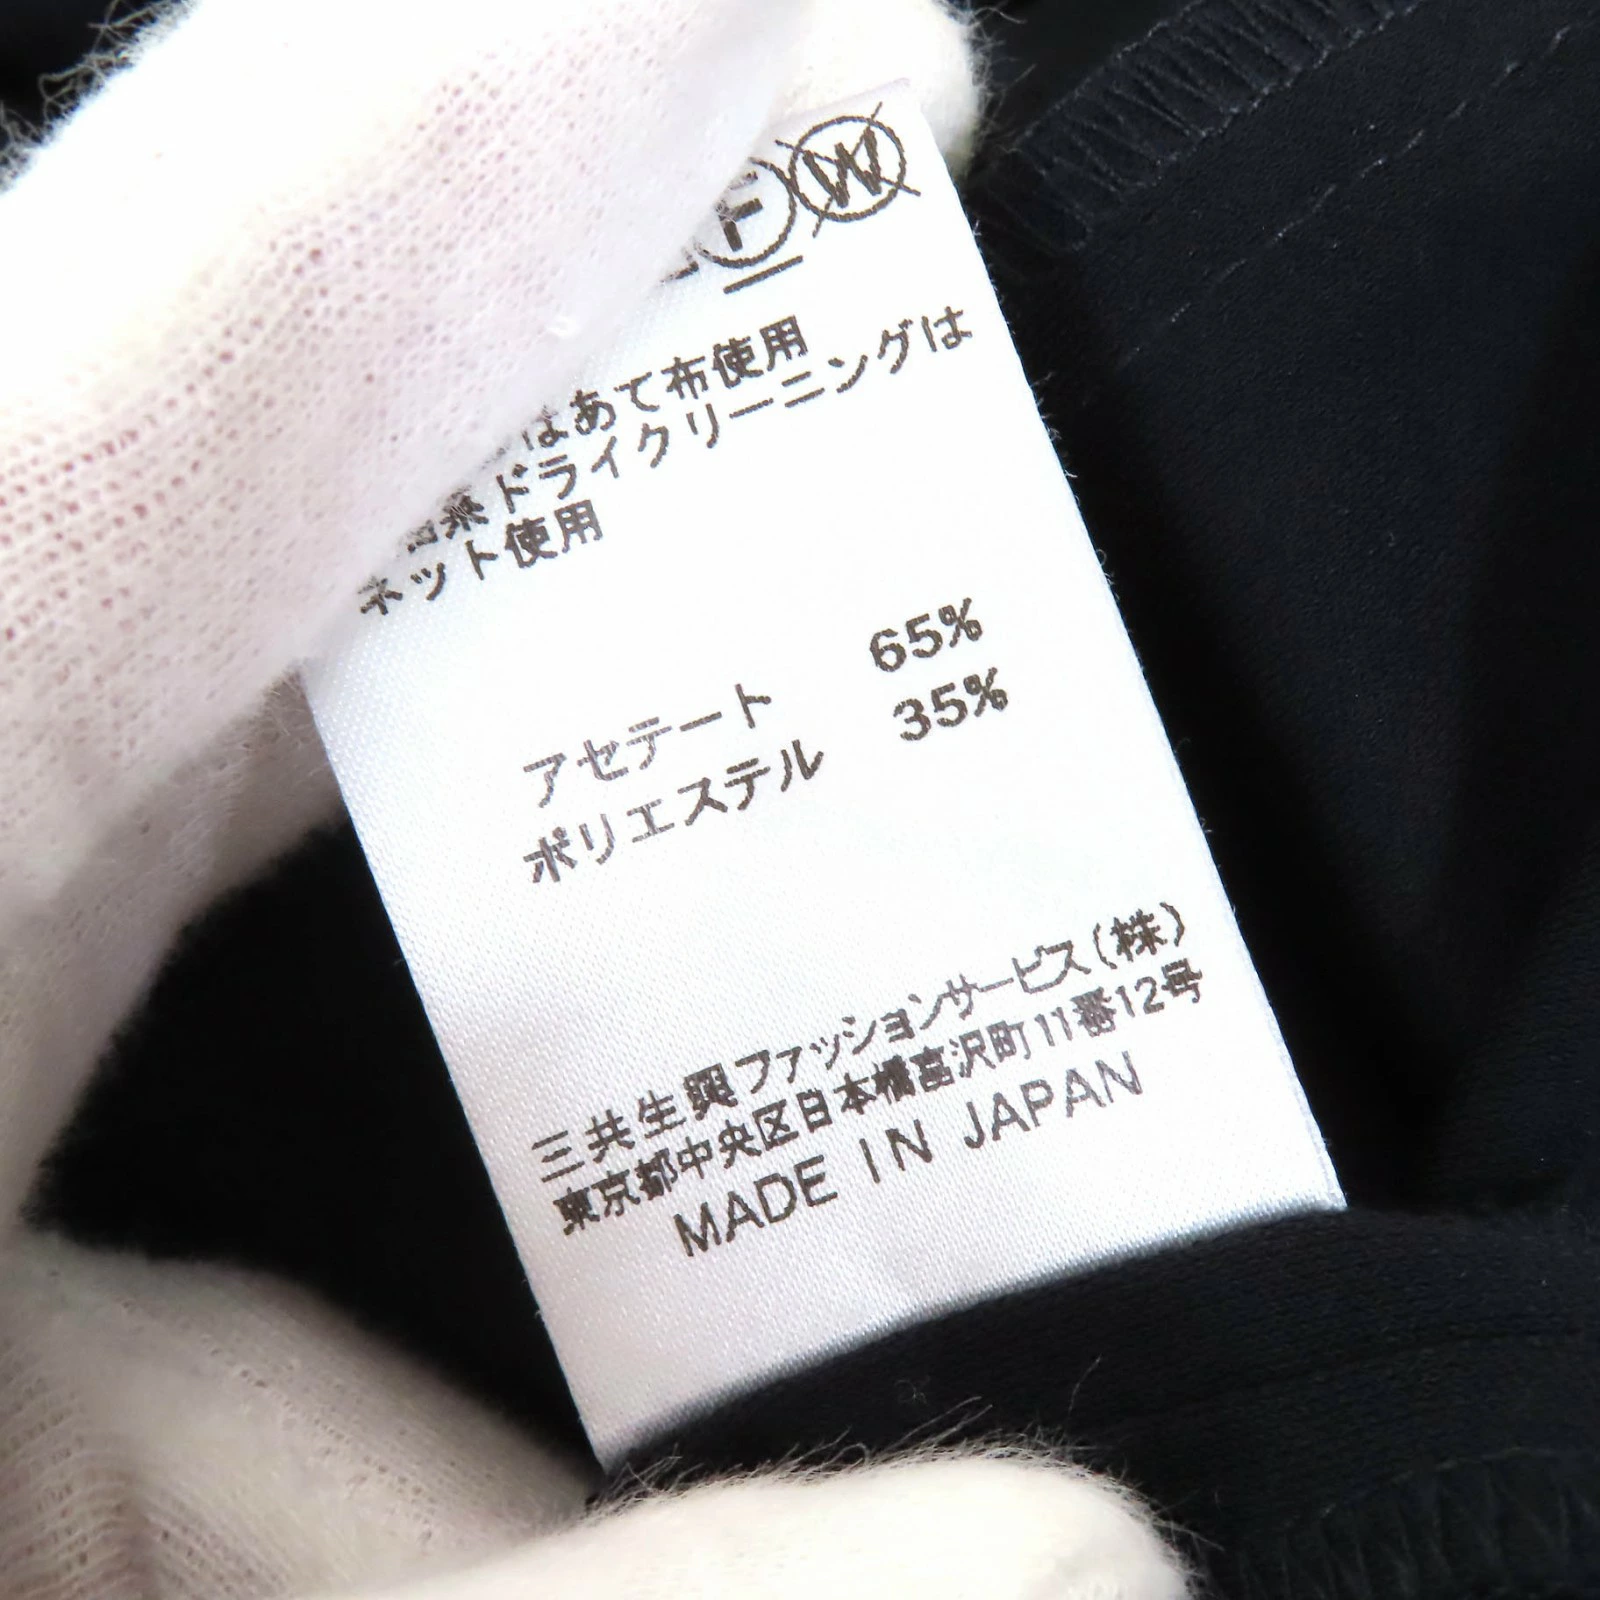 F W
はあて布使用
系ドライクリーニングは
ネット使用
アセテート 65%
ポリエステル 35%
三共生興ファッションサービス(株)
東京都中央区日本橋富沢町11番12号
MADE IN JAPAN